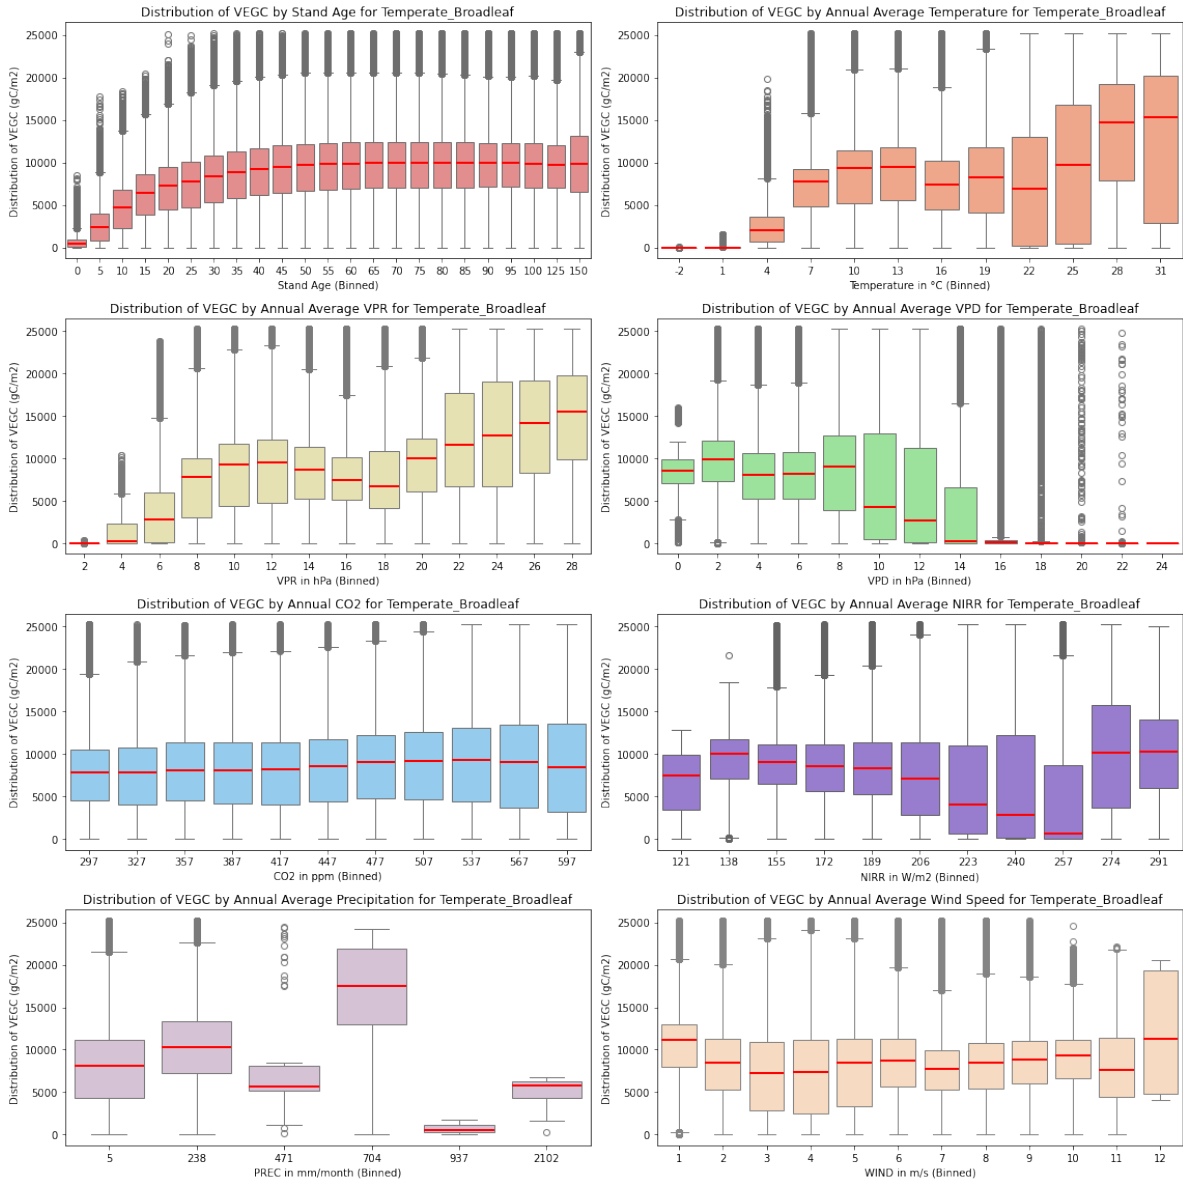 Distribution of VEGC by Stand Age for Temperate_Broadleaf
Distribution of VEGC (gC/m2)
25000
20000
15000
10000
5000
0
0 5 10 15 20 25 30 35 40 45 50 55 60 65 70 75 80 85 90 95 100 125 150
Stand Age (Binned)
Distribution of VEGC by Annual Average Temperature for Temperate_Broadleaf
Distribution of VEGC (gC/m2)
25000
20000
15000
10000
5000
0
-2 1 4 7 10 13 16 19 22 25 28 31
Temperature in °C (Binned)
Distribution of VEGC by Annual Average VPR for Temperate_Broadleaf
Distribution of VEGC (gC/m2)
25000
20000
15000
10000
5000
0
2 4 6 8 10 12 14 16 18 20 22 24 26 28
VPR in hPa (Binned)
Distribution of VEGC by Annual Average VPD for Temperate_Broadleaf
Distribution of VEGC (gC/m2)
25000
20000
15000
10000
5000
0
0 2 4 6 8 10 12 14 16 18 20 22 24
VPD in hPa (Binned)
Distribution of VEGC by Annual CO2 for Temperate_Broadleaf
Distribution of VEGC (gC/m2)
25000
20000
15000
10000
5000
0
297 327 357 387 417 447 477 507 537 567 597
CO2 in ppm (Binned)
Distribution of VEGC by Annual Average NIRR for Temperate_Broadleaf
Distribution of VEGC (gC/m2)
25000
20000
15000
10000
5000
0
121 138 155 172 189 206 223 240 257 274 291
NIRR in W/m2 (Binned)
Distribution of VEGC by Annual Average Precipitation for Temperate_Broadleaf
Distribution of VEGC (gC/m2)
25000
20000
15000
10000
5000
0
5 238 471 704 937 2102
PREC in mm/month (Binned)
Distribution of VEGC by Annual Average Wind Speed for Temperate_Broadleaf
Distribution of VEGC (gC/m2)
25000
20000
15000
10000
5000
0
1 2 3 4 5 6 7 8 9 10 11 12
WIND in m/s (Binned)